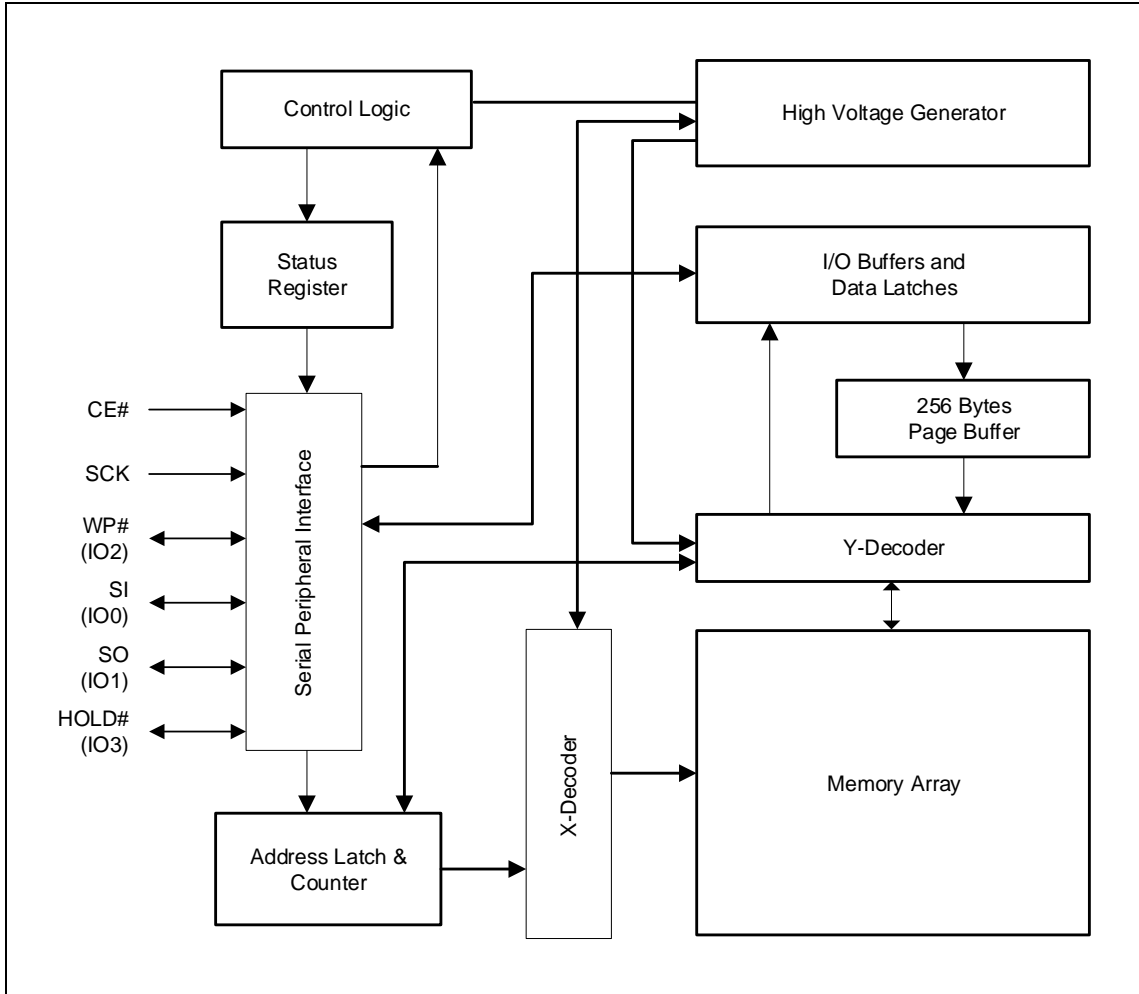 Control Logic
High Voltage Generator
Status
Register
I/O Buffers and
Data Latches
256 Bytes
Page Buffer
CE#
SCK
WP#
(IO2)
SI
(IO0)
SO
(IO1)
HOLD#
(IO3)
Serial Peripheral Interface
Y-Decoder
X-Decoder
Memory Array
Address Latch &
Counter